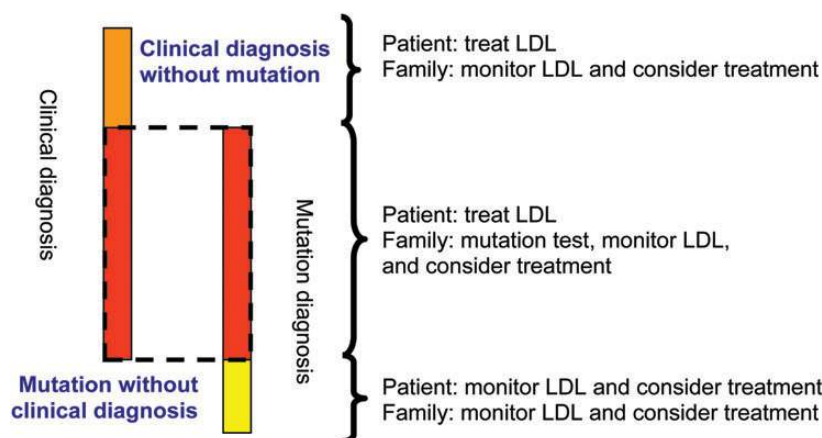 Clinical diagnosis
without mutation
Patient: treat LDL
Family: monitor LDL and consider treatment
Clinical diagnosis
Mutation diagnosis
Patient: treat LDL
Family: mutation test, monitor LDL,
and consider treatment
Mutation without
clinical diagnosis
Patient: monitor LDL and consider treatment
Family: monitor LDL and consider treatment